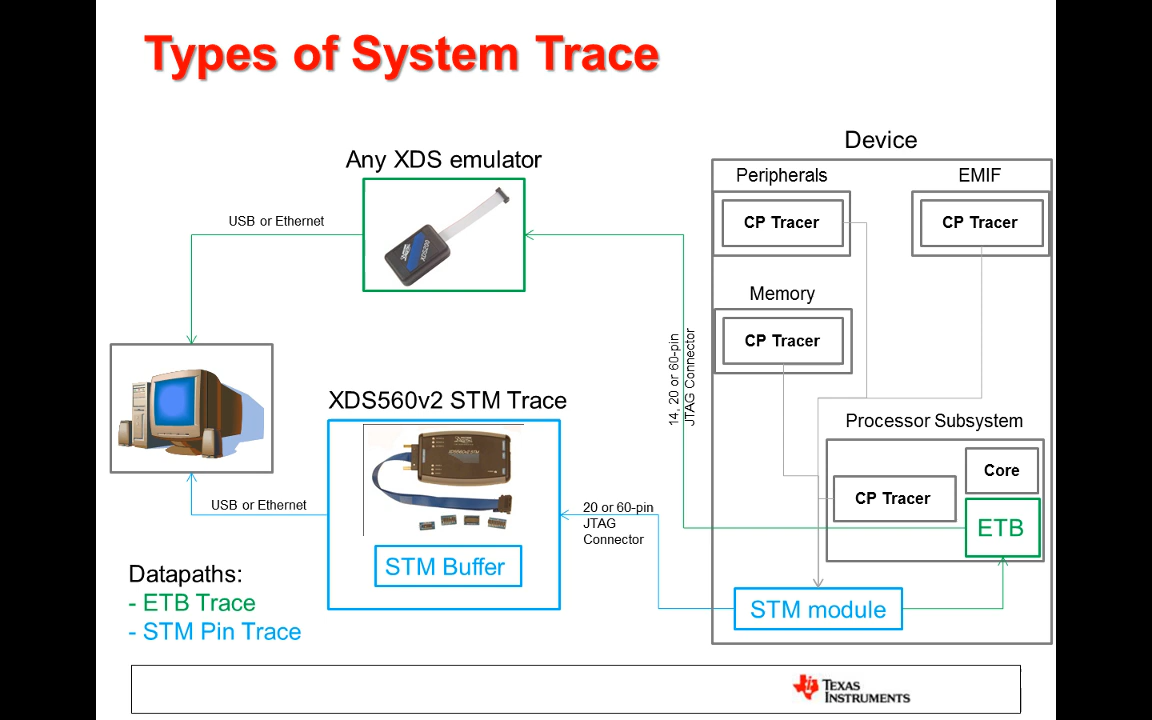 Types of System Trace
Device
Any XDS emulator
Peripherals
EMIF
USB or Ethernet
CP Tracer
CP Tracer
XDS200
Memory
CP Tracer
14, 20 or 60-pin
JTAG Connector
XDS560v2 STM Trace
Processor Subsystem
Core
CP Tracer
USB or Ethernet
20 or 60-pin
JTAG
Connector
ETB
STM Buffer
Datapaths:
- ETB Trace
- STM Pin Trace
STM module
TEXAS
INSTRUMENTS